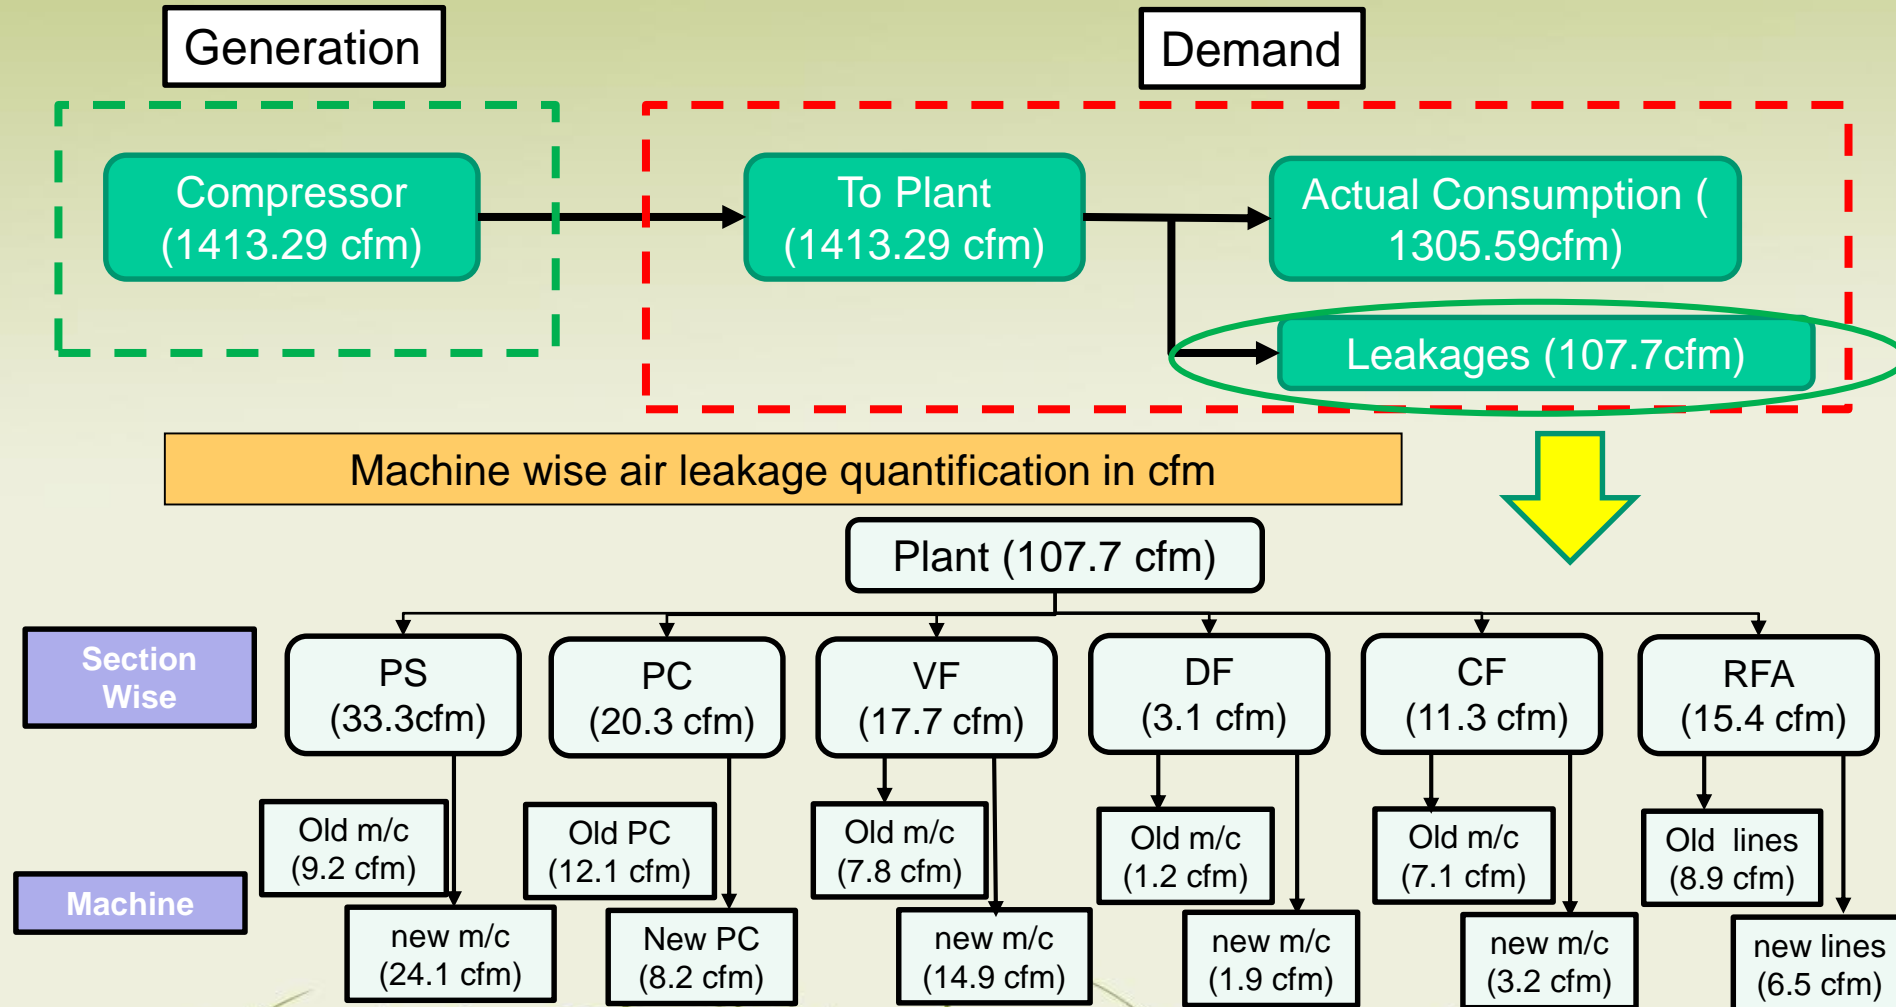 Generation
Demand
Compressor
(1413.29 cfm)
To Plant
(1413.29 cfm)
Actual Consumption (
1305.59cfm)
Leakages (107.7cfm)
Machine wise air leakage quantification in cfm
Plant (107.7 cfm)
Section
Wise
PS
(33.3cfm)
PC
(20.3 cfm)
VF
(17.7 cfm)
DF
(3.1 cfm)
CF
(11.3 cfm)
RFA
(15.4 cfm)
Machine
Old m/c
(9.2 cfm)
Old PC
(12.1 cfm)
Old m/c
(7.8 cfm)
Old m/c
(1.2 cfm)
Old m/c
(7.1 cfm)
Old lines
(8.9 cfm)
new m/c
(24.1 cfm)
New PC
(8.2 cfm)
new m/c
(14.9 cfm)
new m/c
(1.9 cfm)
new m/c
(3.2 cfm)
new lines
(6.5 cfm)